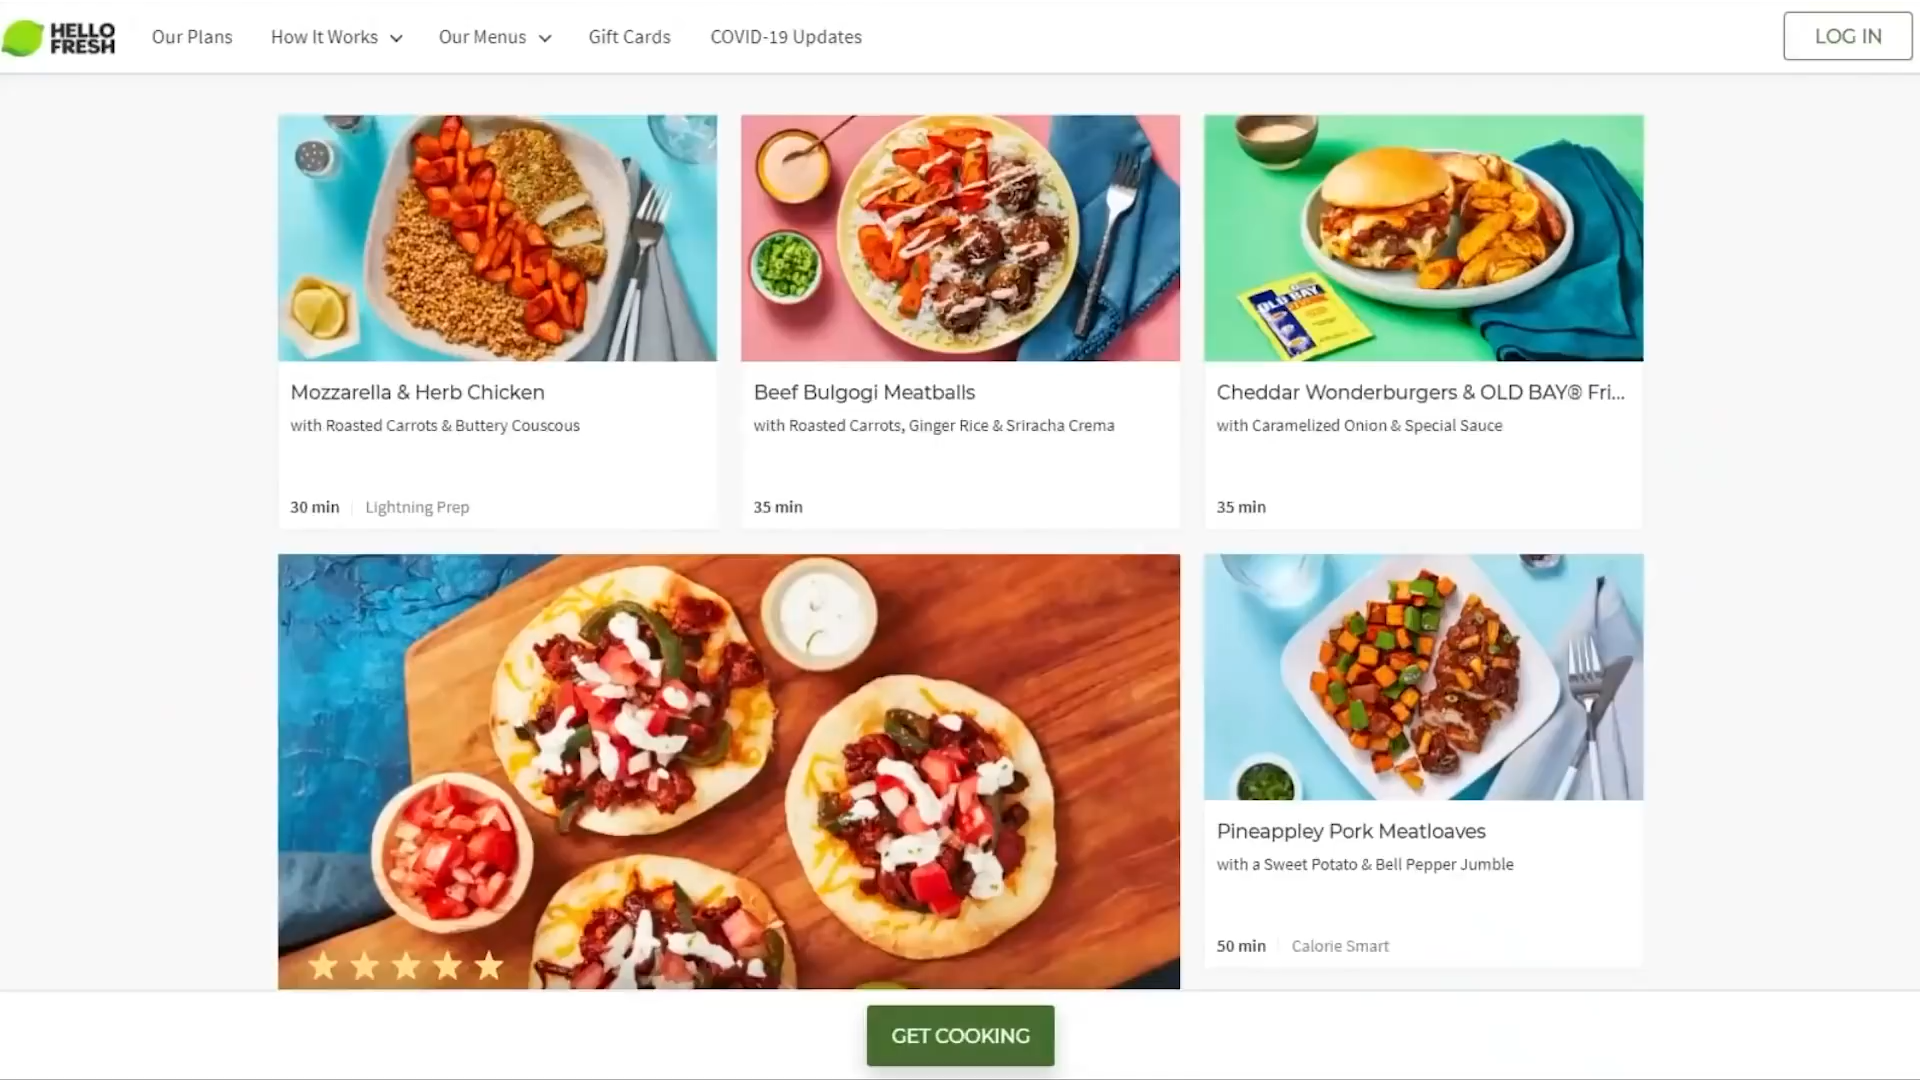 HELLO
FRESH
Our Plans
How It Works
Our Menus
Gift Cards
COVID-19 Updates
LOG IN
OLD BAY
Mozzarella & Herb Chicken
with Roasted Carrots & Buttery Couscous
30 min
Lightning Prep
Beef Bulgogi Meatballs
with Roasted Carrots, Ginger Rice & Sriracha Crema
35 min
Cheddar Wonderburgers & OLD BAY® Fri...
with Caramelized Onion & Special Sauce
35 min
Pineappley Pork Meatloaves
with a Sweet Potato & Bell Pepper Jumble
50 min
Calorie Smart
GET COOKING